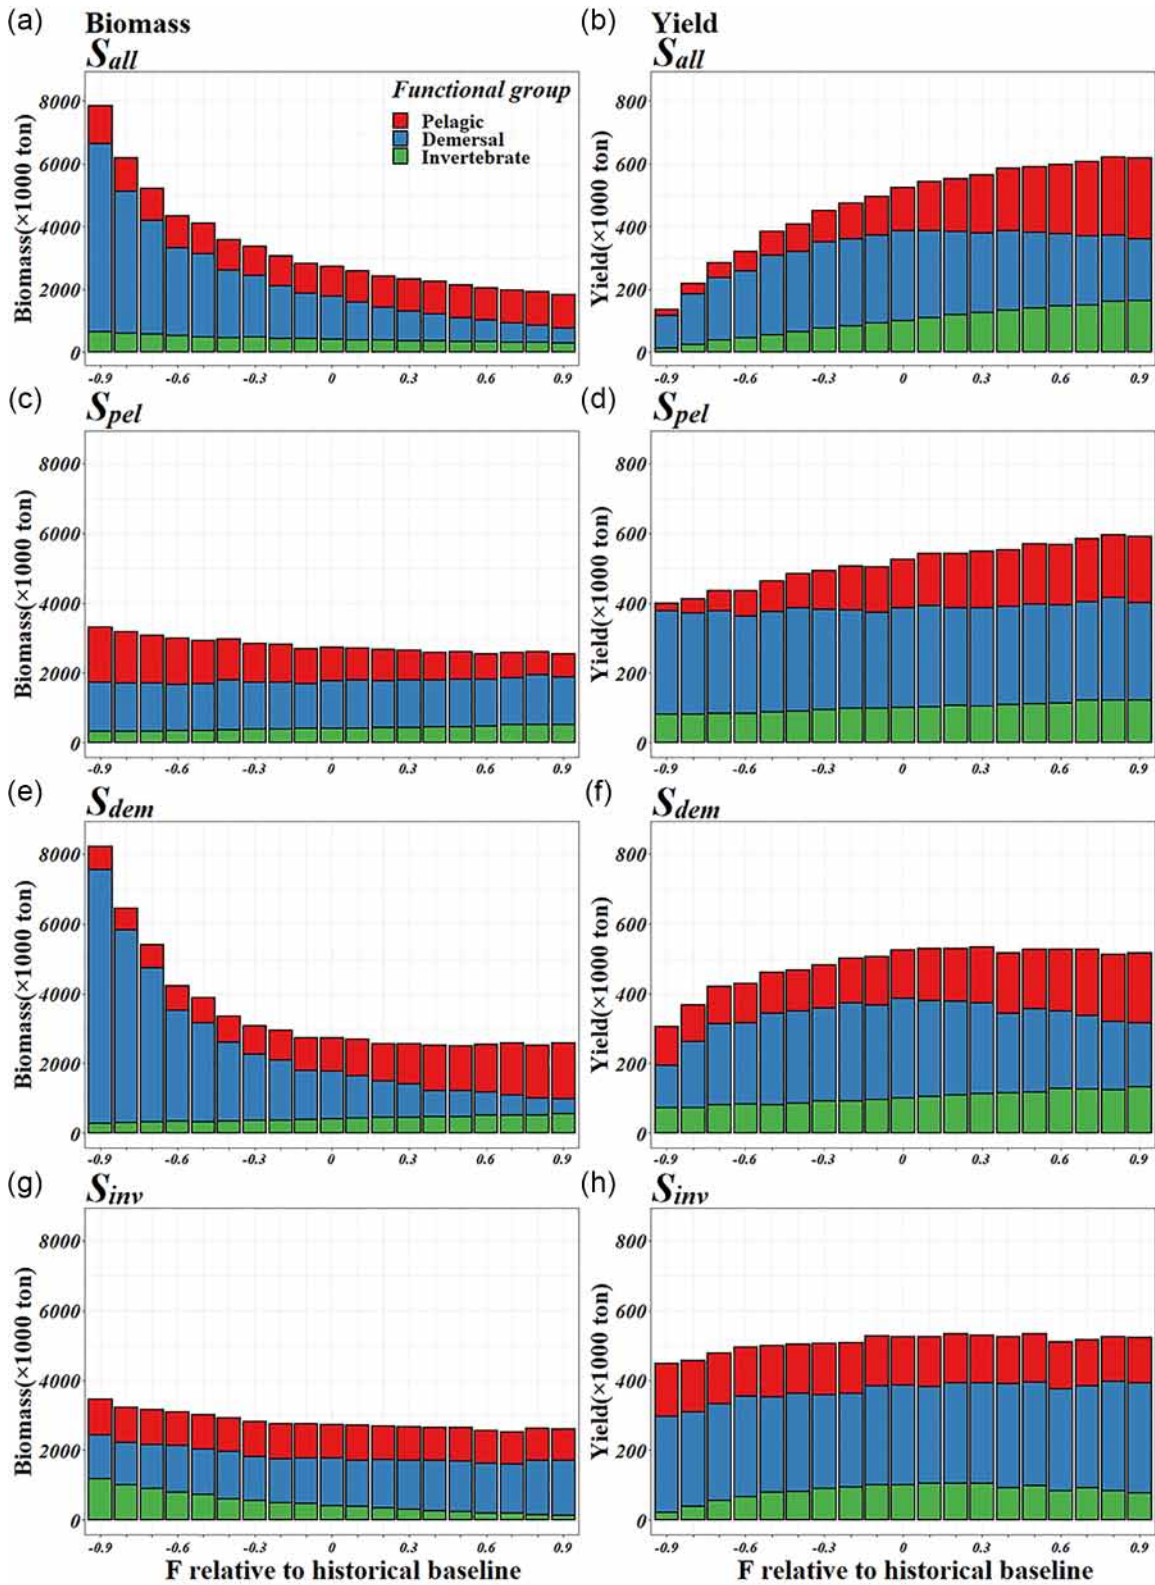 (a) Biomass
S_all
Functional group
Pelagic
Demersal
Invertebrate
8000
6000
4000
2000
0
Biomass(×1000 ton)
-0.9 -0.6 -0.3 0 0.3 0.6 0.9
(b) Yield
S_all
800
600
400
200
0
Yield(×1000 ton)
-0.9 -0.6 -0.3 0 0.3 0.6 0.9
(c) S_pel
8000
6000
4000
2000
0
Biomass(×1000 ton)
-0.9 -0.6 -0.3 0 0.3 0.6 0.9
(d) S_pel
800
600
400
200
0
Yield(×1000 ton)
-0.9 -0.6 -0.3 0 0.3 0.6 0.9
(e) S_dem
8000
6000
4000
2000
0
Biomass(×1000 ton)
-0.9 -0.6 -0.3 0 0.3 0.6 0.9
(f) S_dem
800
600
400
200
0
Yield(×1000 ton)
-0.9 -0.6 -0.3 0 0.3 0.6 0.9
(g) S_inv
8000
6000
4000
2000
0
Biomass(×1000 ton)
-0.9 -0.6 -0.3 0 0.3 0.6 0.9
F relative to historical baseline
(h) S_inv
800
600
400
200
0
Yield(×1000 ton)
-0.9 -0.6 -0.3 0 0.3 0.6 0.9
F relative to historical baseline